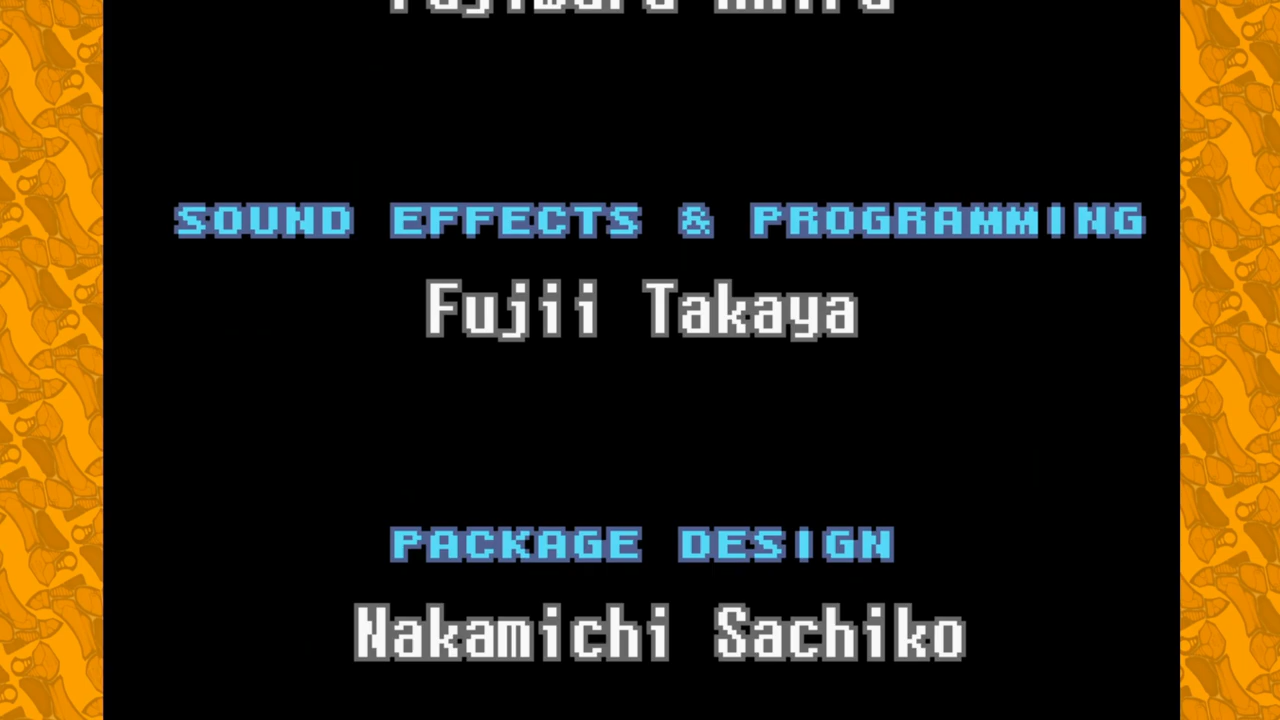 SOUND EFFECTS & PROGRAMMING
Fujii Takaya
PACKAGE DESIGN
Nakamichi Sachiko